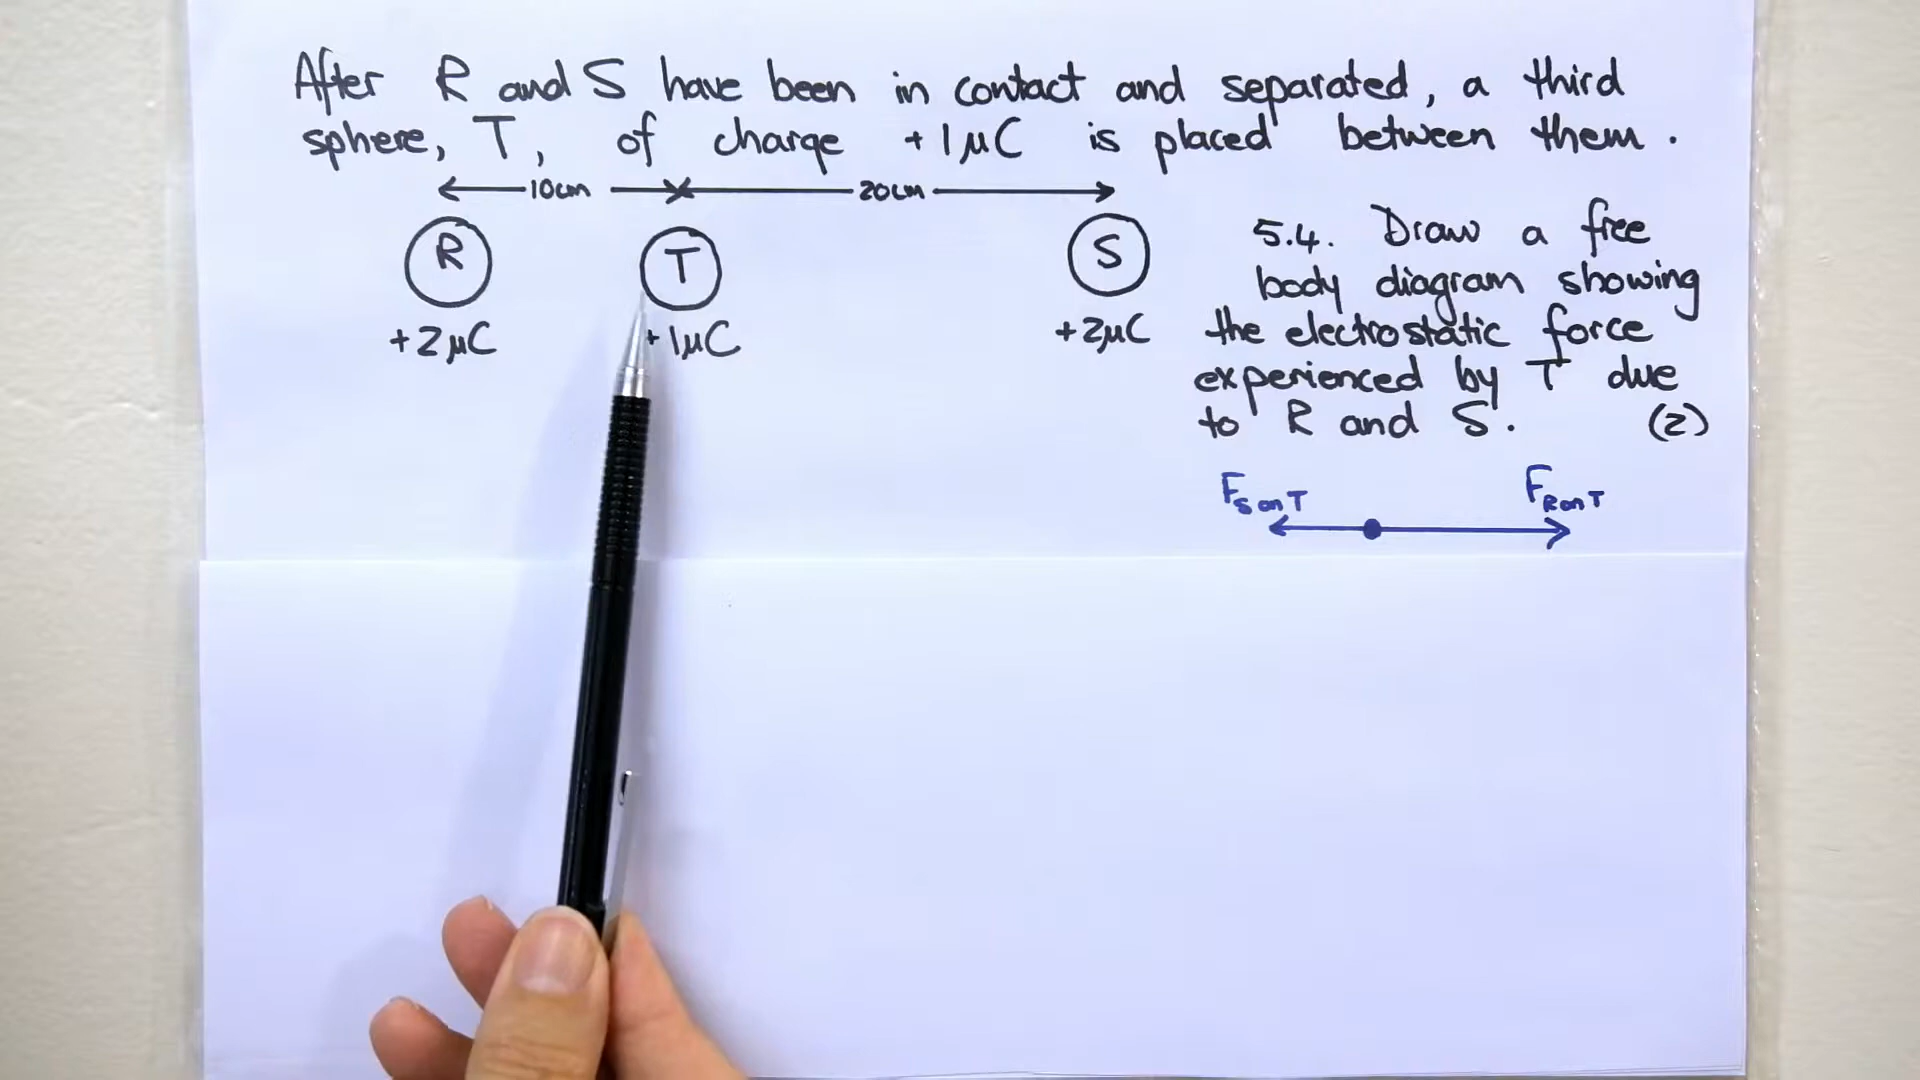 After R and S have been in contact and separated, a third
sphere, T, of charge +1μC is placed between them.
10cm 20cm
R T S
+2μC +1μC +2μC
5.4. Draw a free
body diagram showing
the electrostatic force
experienced by T due
to R and S. (2)
F S on T F R on T